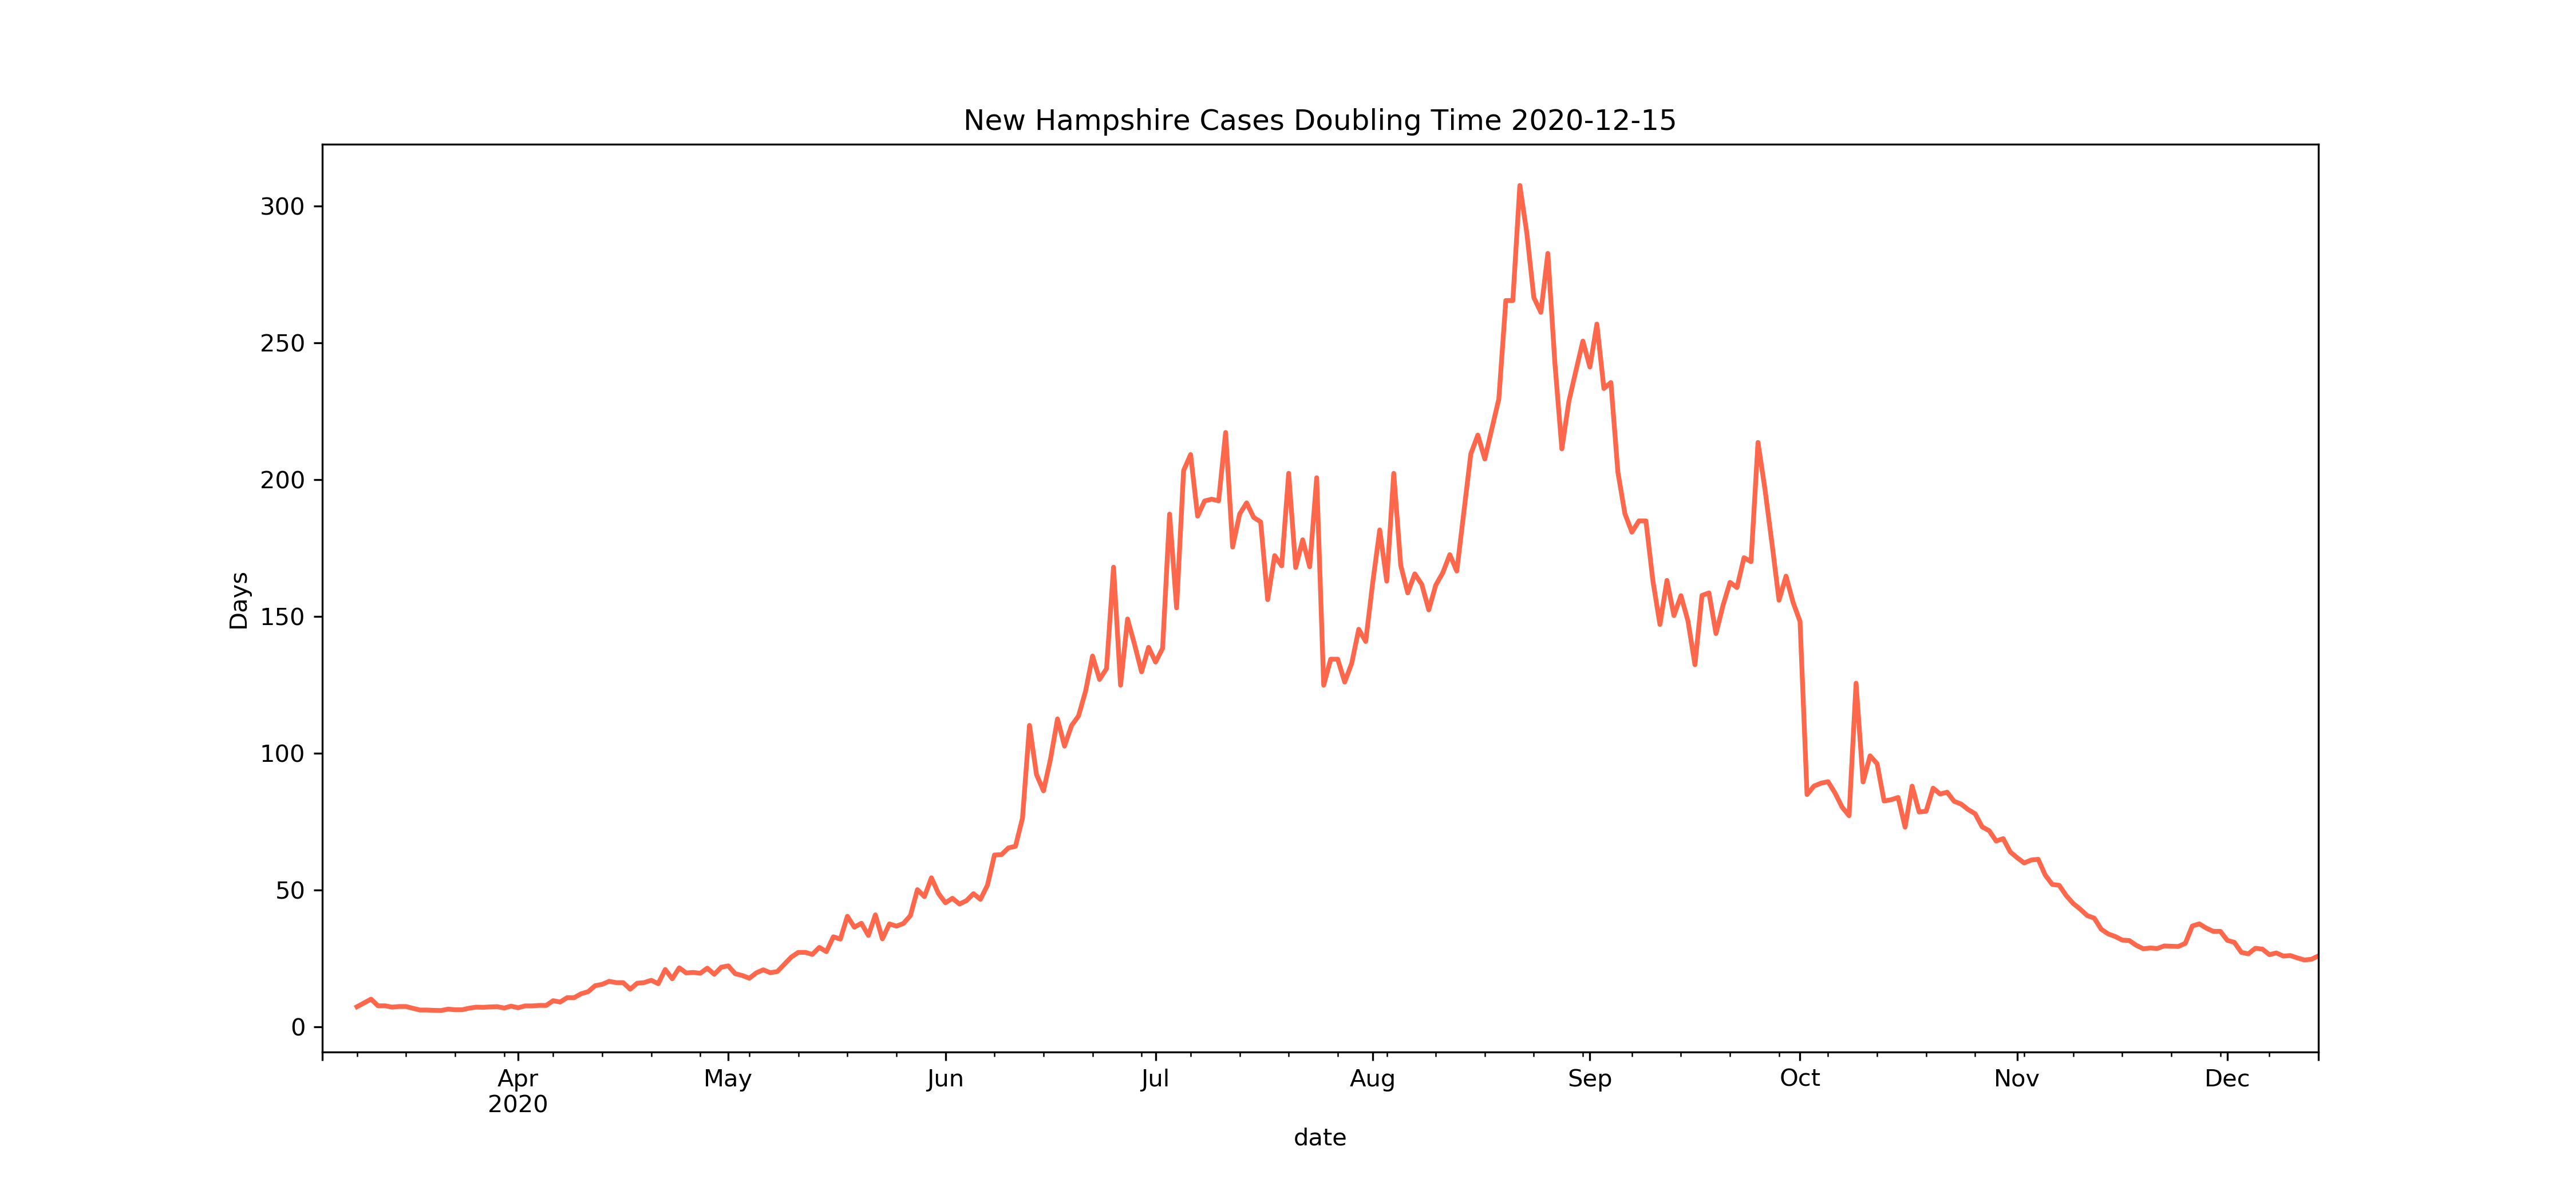 New Hampshire Cases Doubling Time 2020-12-15
300
250
200
150
100
50
0
Days
Apr May Jun Jul Aug Sep Oct Nov Dec
2020
date